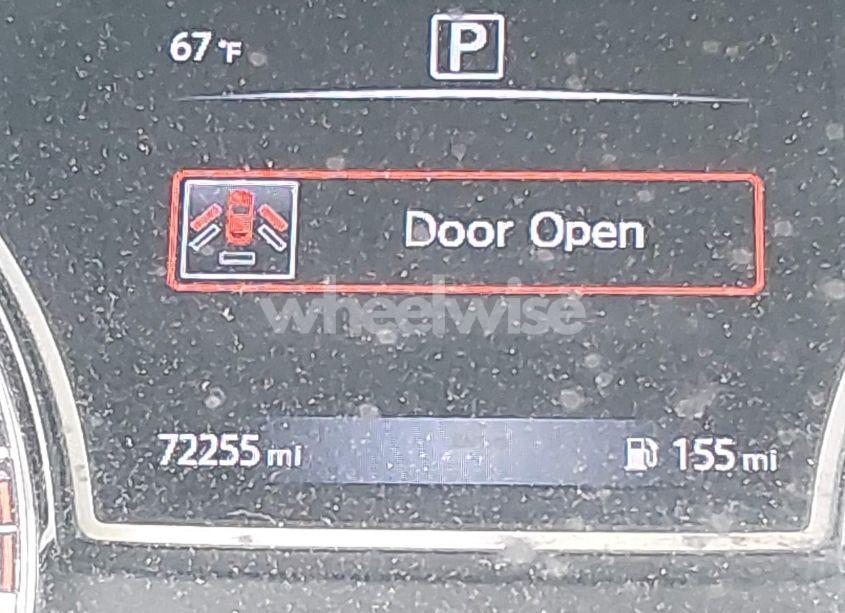 67 °F
P
Door Open
wheelwise
72255 mi
155 mi